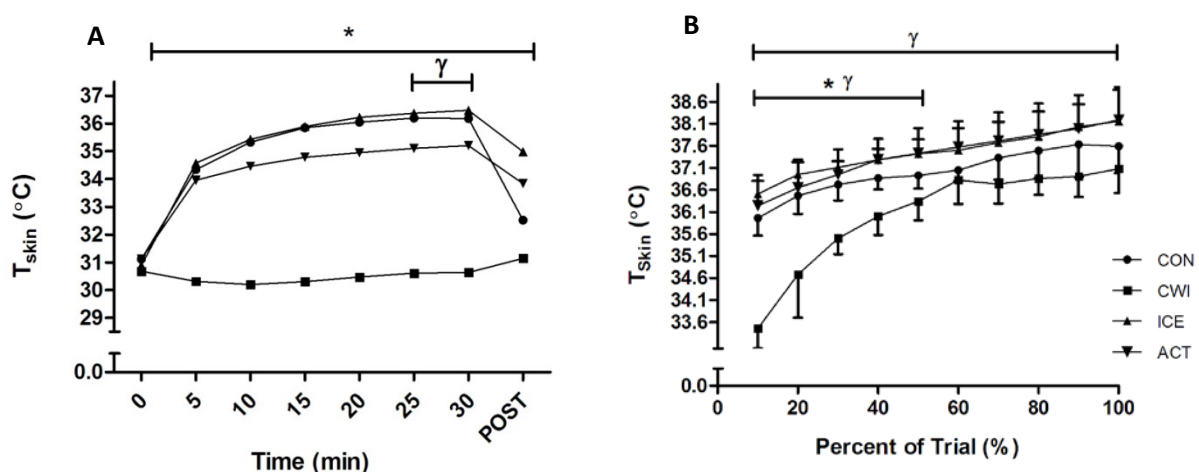 A
*
γ
37
36
35
34
33
32
31
30
29
0.0
T_skin (°C)
0 5 10 15 20 25 30 POST
Time (min)
B
γ
* γ
38.6
38.1
37.6
37.1
36.6
36.1
35.6
35.1
34.6
34.1
33.6
0.0
T_Skin (°C)
0 20 40 60 80 100
Percent of Trial (%)
CON
CWI
ICE
ACT